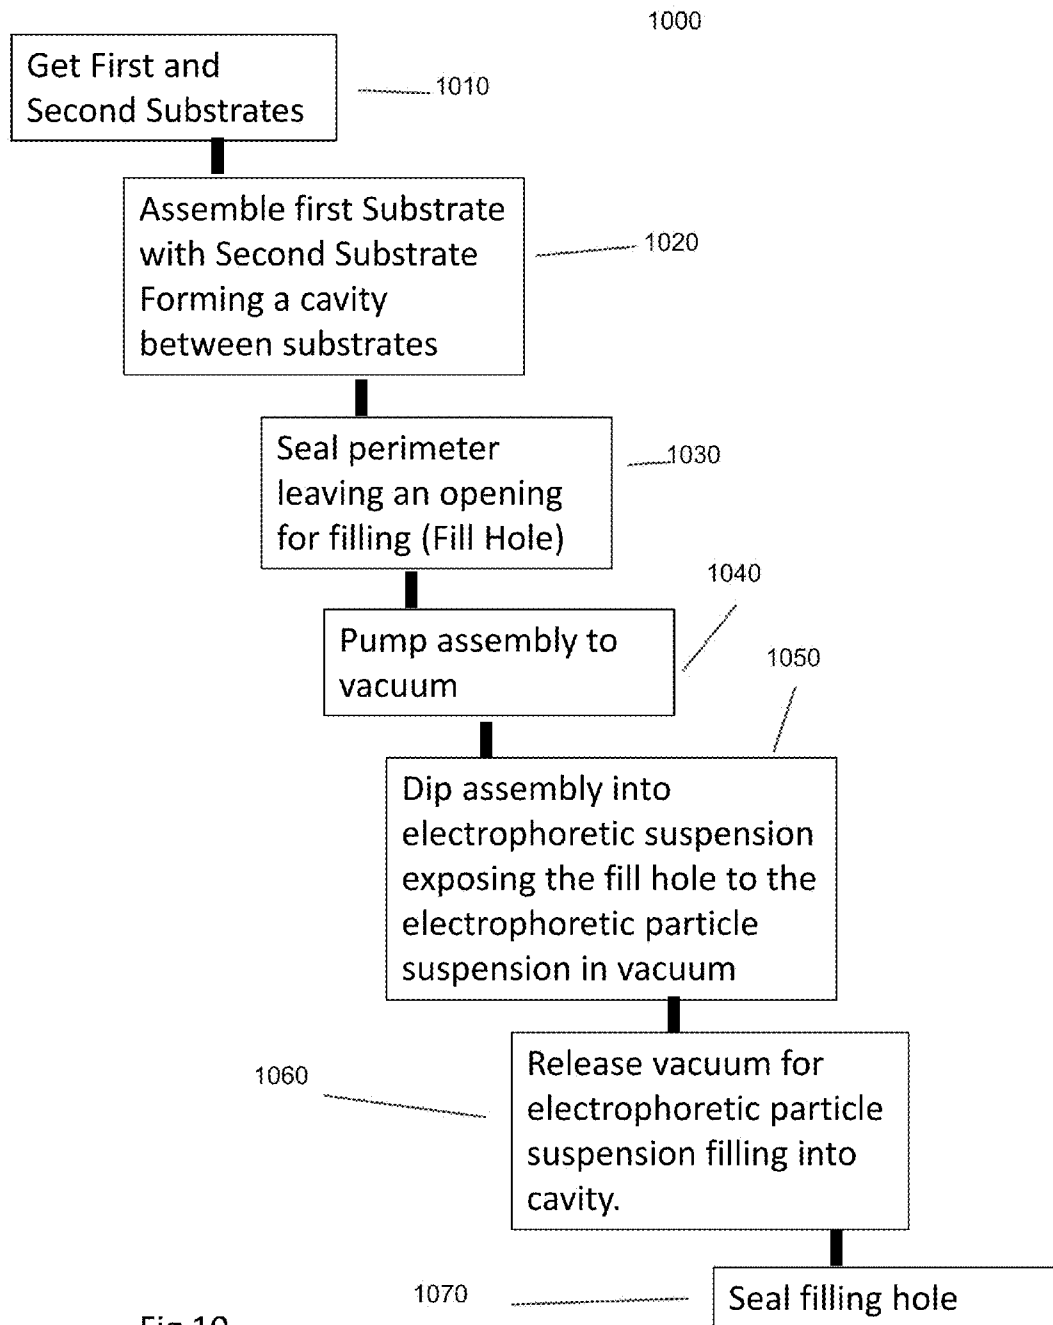 1000
Get First and
Second Substrates
1010
Assemble first Substrate
with Second Substrate
Forming a cavity
between substrates
1020
Seal perimeter
leaving an opening
for filling (Fill Hole)
1030
Pump assembly to
vacuum
1040
1050
Dip assembly into
electrophoretic suspension
exposing the fill hole to the
electrophoretic particle
suspension in vacuum
Release vacuum for
electrophoretic particle
suspension filling into
cavity.
1060
Seal filling hole
1070
Fig 10